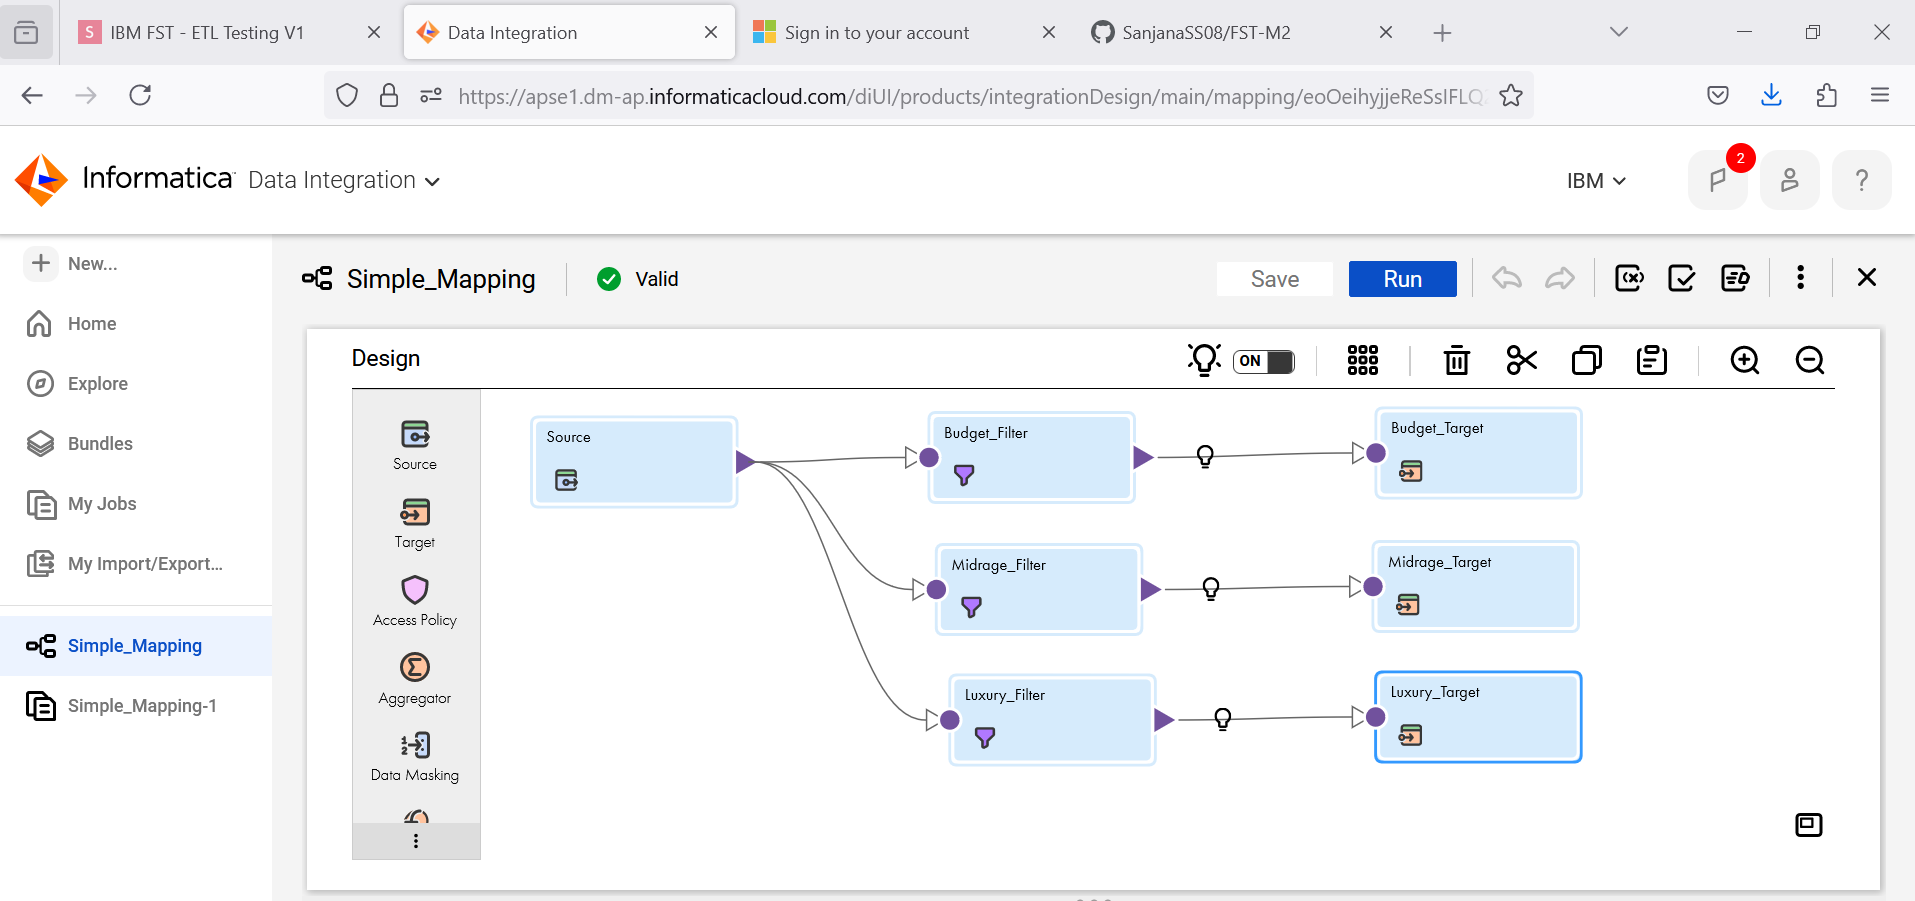 IBM FST - ETL Testing V1
Data Integration
Sign in to your account
SanjanaSS08/FST-M2
https://apse1.dm-ap.informaticacloud.com/diUI/products/integrationDesign/main/mapping/eoOeihyjjeReSsIFLQ
Informatica Data Integration
IBM
2
?
New...
Home
Explore
Bundles
My Jobs
My Import/Export...
Simple_Mapping
Simple_Mapping-1
Simple_Mapping
Valid
Save
Run
Design
ON
Source
Target
Access Policy
Aggregator
Data Masking
Source
Budget_Filter
Budget_Target
Midrage_Filter
Midrage_Target
Luxury_Filter
Luxury_Target